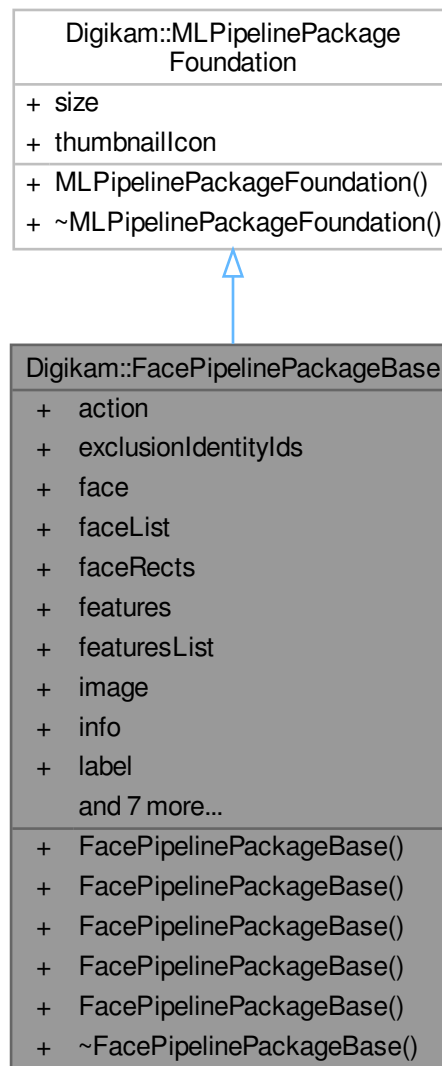 Digikam::MLPipelinePackage
Foundation
+ size
+ thumbnailIcon
+ MLPipelinePackageFoundation()
+ ~MLPipelinePackageFoundation()
Digikam::FacePipelinePackageBase
+ action
+ exclusionIdentityIds
+ face
+ faceList
+ faceRects
+ features
+ featuresList
+ image
+ info
+ label
and 7 more...
+ FacePipelinePackageBase()
+ FacePipelinePackageBase()
+ FacePipelinePackageBase()
+ FacePipelinePackageBase()
+ FacePipelinePackageBase()
+ ~FacePipelinePackageBase()